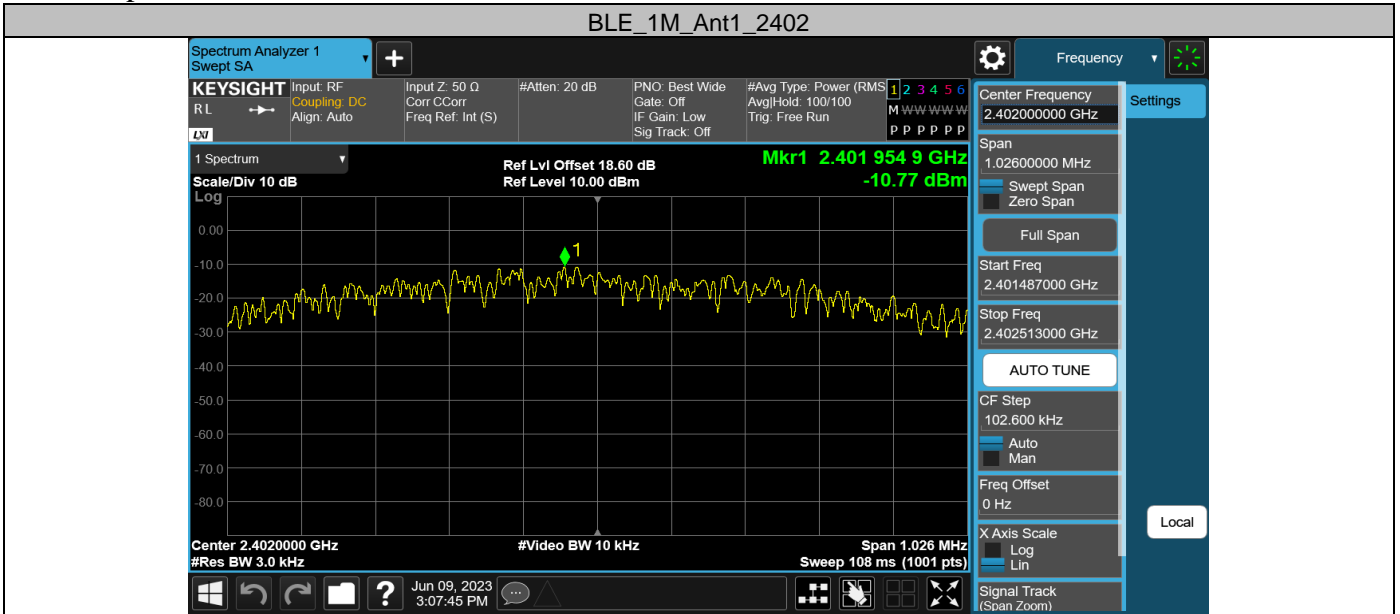 BLE_1M_Ant1_2402
Spectrum Analyzer 1
Swept SA
Frequency
KEYSIGHT
R L
LXI
Input: RF
Coupling: DC
Align: Auto
Input Z: 50 Ω
Corr CCorr
Freq Ref: Int (S)
#Atten: 20 dB
PNO: Best Wide
Gate: Off
IF Gain: Low
Sig Track: Off
#Avg Type: Power (RMS
Avg|Hold: 100/100
Trig: Free Run
1 2 3 4 5 6
M W W W W W
P P P P P P
1 Spectrum
Scale/Div 10 dB
Log
Ref Lvl Offset 18.60 dB
Ref Level 10.00 dBm
Mkr1 2.401 954 9 GHz
-10.77 dBm
0.00
-10.0
-20.0
-30.0
-40.0
-50.0
-60.0
-70.0
-80.0
1
Center 2.4020000 GHz
#Res BW 3.0 kHz
#Video BW 10 kHz
Span 1.026 MHz
Sweep 108 ms (1001 pts)
Jun 09, 2023
3:07:45 PM
Center Frequency
2.402000000 GHz
Span
1.02600000 MHz
Swept Span
Zero Span
Full Span
Start Freq
2.401487000 GHz
Stop Freq
2.402513000 GHz
AUTO TUNE
CF Step
102.600 kHz
Auto
Man
Freq Offset
0 Hz
X Axis Scale
Log
Lin
Signal Track
(Span Zoom)
Settings
Local